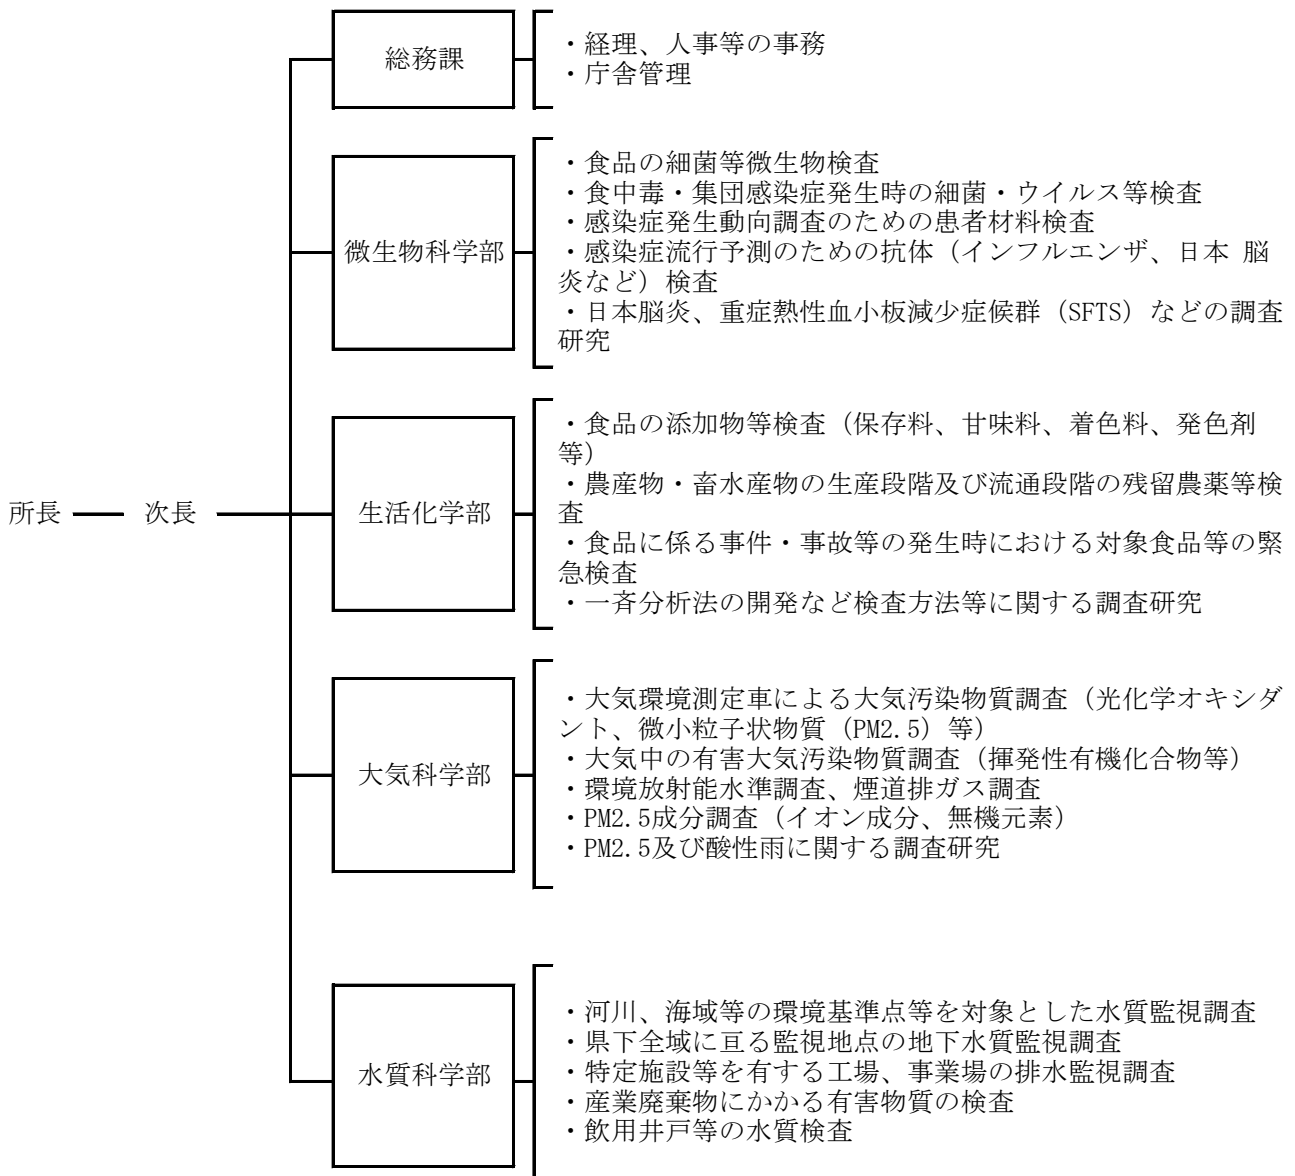 総務課
・経理、人事等の事務
・庁舎管理
微生物科学部
・食品の細菌等微生物検査
・食中毒・集団感染症発生時の細菌・ウイルス等検査
・感染症発生動向調査のための患者材料検査
・感染症流行予測のための抗体（インフルエンザ、日本 脳
炎など）検査
・日本脳炎、重症熱性血小板減少症候群（SFTS）などの調査
研究
所長
次長
生活化学部
・食品の添加物等検査（保存料、甘味料、着色料、発色剤
等）
・農産物・畜水産物の生産段階及び流通段階の残留農薬等検
査
・食品に係る事件・事故等の発生時における対象食品等の緊
急検査
・一斉分析法の開発など検査方法等に関する調査研究
大気科学部
・大気環境測定車による大気汚染物質調査（光化学オキシダ
ント、微小粒子状物質（PM2.5）等）
・大気中の有害大気汚染物質調査（揮発性有機化合物等）
・環境放射能水準調査、煙道排ガス調査
・PM2.5成分調査（イオン成分、無機元素）
・PM2.5及び酸性雨に関する調査研究
水質科学部
・河川、海域等の環境基準点等を対象とした水質監視調査
・県下全域に亘る監視地点の地下水質監視調査
・特定施設等を有する工場、事業場の排水監視調査
・産業廃棄物にかかる有害物質の検査
・飲用井戸等の水質検査